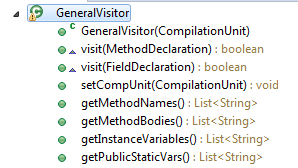 GeneralVisitor
GeneralVisitor(CompilationUnit)
visit(MethodDeclaration) : boolean
visit(FieldDeclaration) : boolean
setCompUnit(CompilationUnit) : void
getMethodNames() : List<String>
getMethodBodies() : List<String>
getInstanceVariables() : List<String>
getPublicStaticVars() : List<String>